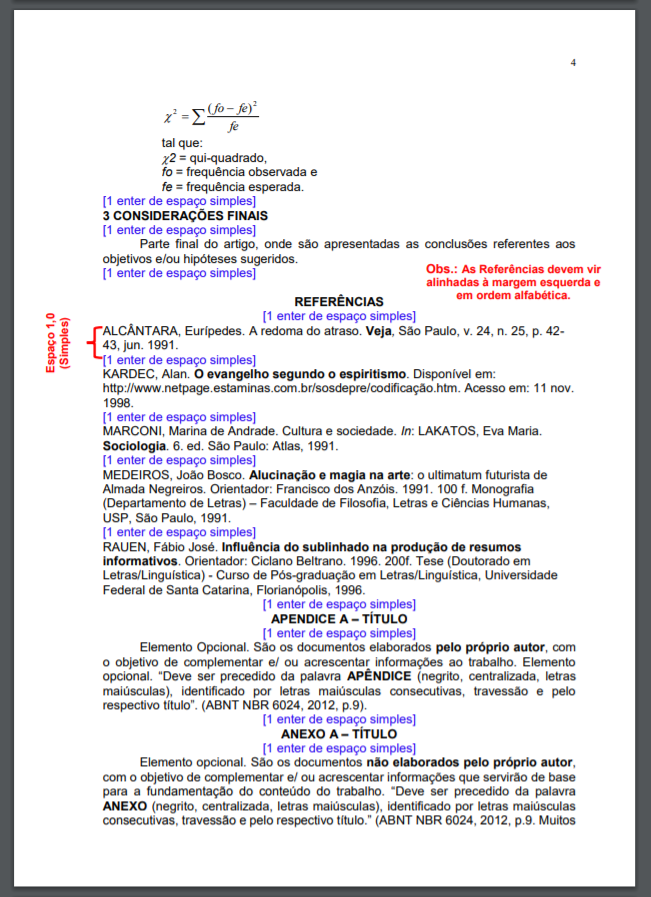 4
χ² = ∑ (fo – fe)² / fe
tal que:
χ2 = qui-quadrado,
fo = frequência observada e
fe = frequência esperada.
[1 enter de espaço simples]
3 CONSIDERAÇÕES FINAIS
[1 enter de espaço simples]
Parte final do artigo, onde são apresentadas as conclusões referentes aos
objetivos e/ou hipóteses sugeridos.
[1 enter de espaço simples]
Obs.: As Referências devem vir
alinhadas à margem esquerda e
em ordem alfabética.
REFERÊNCIAS
[1 enter de espaço simples]
Espaço 1,0
(Simples)
ALCÂNTARA, Eurípedes. A redoma do atraso. Veja, São Paulo, v. 24, n. 25, p. 42-
43, jun. 1991.
[1 enter de espaço simples]
KARDEC, Alan. O evangelho segundo o espiritismo. Disponível em:
http://www.netpage.estaminas.com.br/sosdepre/codificação.htm. Acesso em: 11 nov.
1998.
[1 enter de espaço simples]
MARCONI, Marina de Andrade. Cultura e sociedade. In: LAKATOS, Eva Maria.
Sociologia. 6. ed. São Paulo: Atlas, 1991.
[1 enter de espaço simples]
MEDEIROS, João Bosco. Alucinação e magia na arte: o ultimatum futurista de
Almada Negreiros. Orientador: Francisco dos Anzóis. 1991. 100 f. Monografia
(Departamento de Letras) – Faculdade de Filosofia, Letras e Ciências Humanas,
USP, São Paulo, 1991.
[1 enter de espaço simples]
RAUEN, Fábio José. Influência do sublinhado na produção de resumos
informativos. Orientador: Ciclano Beltrano. 1996. 200f. Tese (Doutorado em
Letras/Linguística) - Curso de Pós-graduação em Letras/Linguística, Universidade
Federal de Santa Catarina, Florianópolis, 1996.
[1 enter de espaço simples]
APENDICE A – TÍTULO
[1 enter de espaço simples]
Elemento Opcional. São os documentos elaborados pelo próprio autor, com
o objetivo de complementar e/ ou acrescentar informações ao trabalho. Elemento
opcional. “Deve ser precedido da palavra APÊNDICE (negrito, centralizada, letras
maiúsculas), identificado por letras maiúsculas consecutivas, travessão e pelo
respectivo título”. (ABNT NBR 6024, 2012, p.9).
[1 enter de espaço simples]
ANEXO A – TÍTULO
[1 enter de espaço simples]
Elemento opcional. São os documentos não elaborados pelo próprio autor,
com o objetivo de complementar e/ ou acrescentar informações que servirão de base
para a fundamentação do conteúdo do trabalho. “Deve ser precedido da palavra
ANEXO (negrito, centralizada, letras maiúsculas), identificado por letras maiúsculas
consecutivas, travessão e pelo respectivo título.” (ABNT NBR 6024, 2012, p.9. Muitos